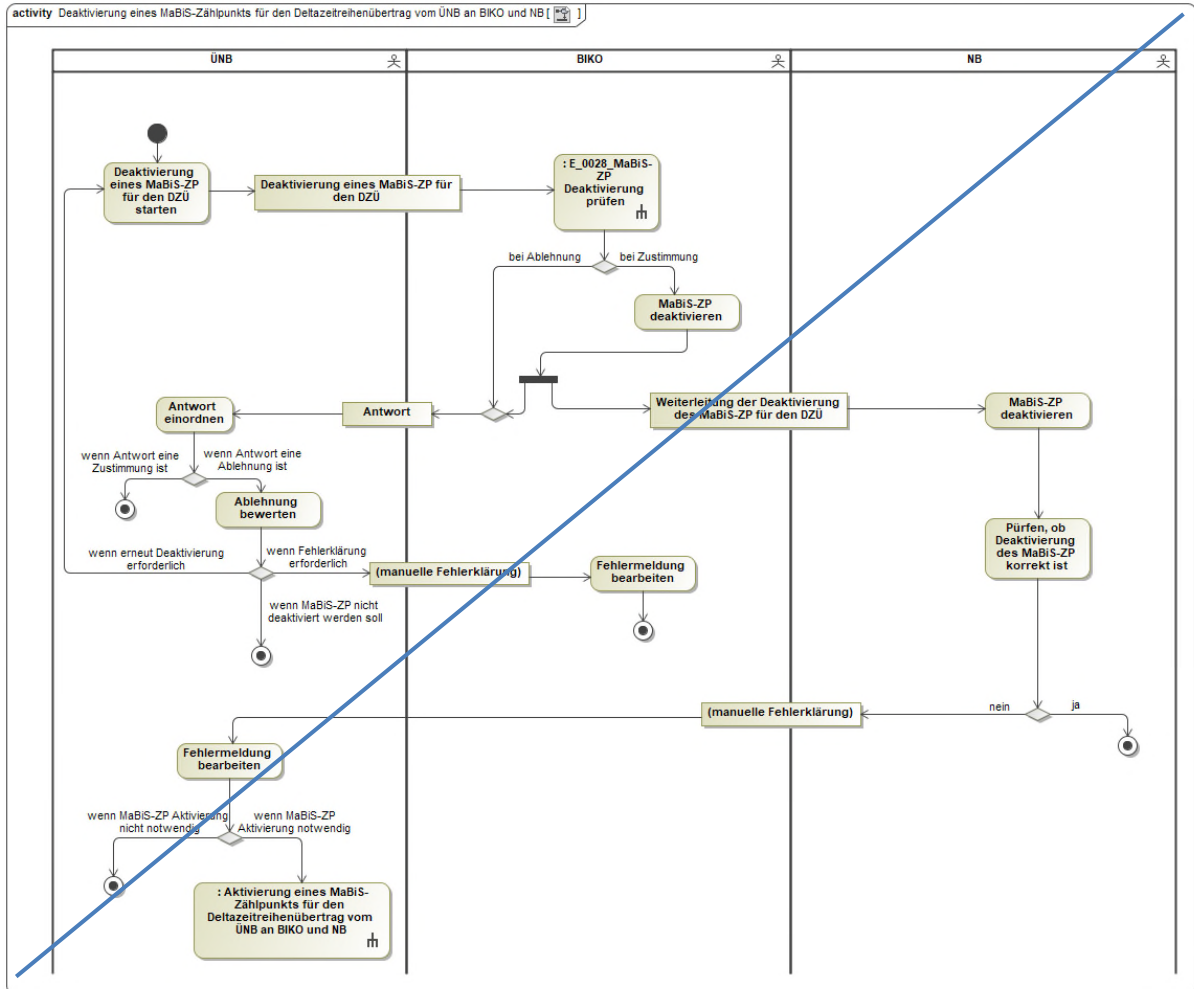 activity Deaktivierung eines MaBiS-Zählpunkts für den Deltazeitreihenübertrag vom ÜNB an BIKO und NB [ ]
ÜNB
BIKO
NB
Deaktivierung
eines MaBiS-ZP
für den DZÜ
starten
Deaktivierung eines MaBiS-ZP für
den DZÜ
: E_0028_MaBiS-
ZP
Deaktivierung
prüfen
bei Ablehnung
bei Zustimmung
MaBiS-ZP
deaktivieren
Antwort
einordnen
Antwort
Weiterleitung der Deaktivierung
des MaBiS-ZP für den DZÜ
MaBiS-ZP
deaktivieren
wenn Antwort eine
Zustimmung ist
wenn Antwort eine
Ablehnung ist
Ablehnung
bewerten
Pürfen, ob
Deaktivierung
des MaBiS-ZP
korrekt ist
wenn erneut Deaktivierung
erforderlich
wenn Fehlerklärung
erforderlich
(manuelle Fehlerklärung)
Fehlermeldung
bearbeiten
wenn MaBiS-ZP nicht
deaktiviert werden soll
(manuelle Fehlerklärung)
nein
ja
Fehlermeldung
bearbeiten
wenn MaBiS-ZP Aktivierung
nicht notwendig
wenn MaBiS-ZP
Aktivierung notwendig
: Aktivierung eines MaBiS-
Zählpunkts für den
Deltazeitreihenübertrag vom
ÜNB an BIKO und NB